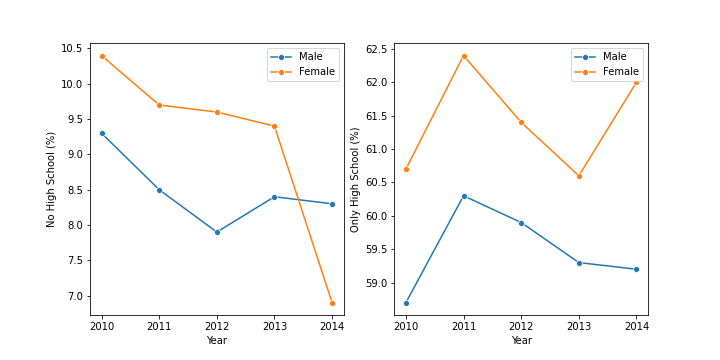 10.5
10.0
9.5
9.0
8.5
8.0
7.5
7.0
No High School (%)
2010 2011 2012 2013 2014
Year
Male
Female
62.5
62.0
61.5
61.0
60.5
60.0
59.5
59.0
Only High School (%)
2010 2011 2012 2013 2014
Year
Male
Female